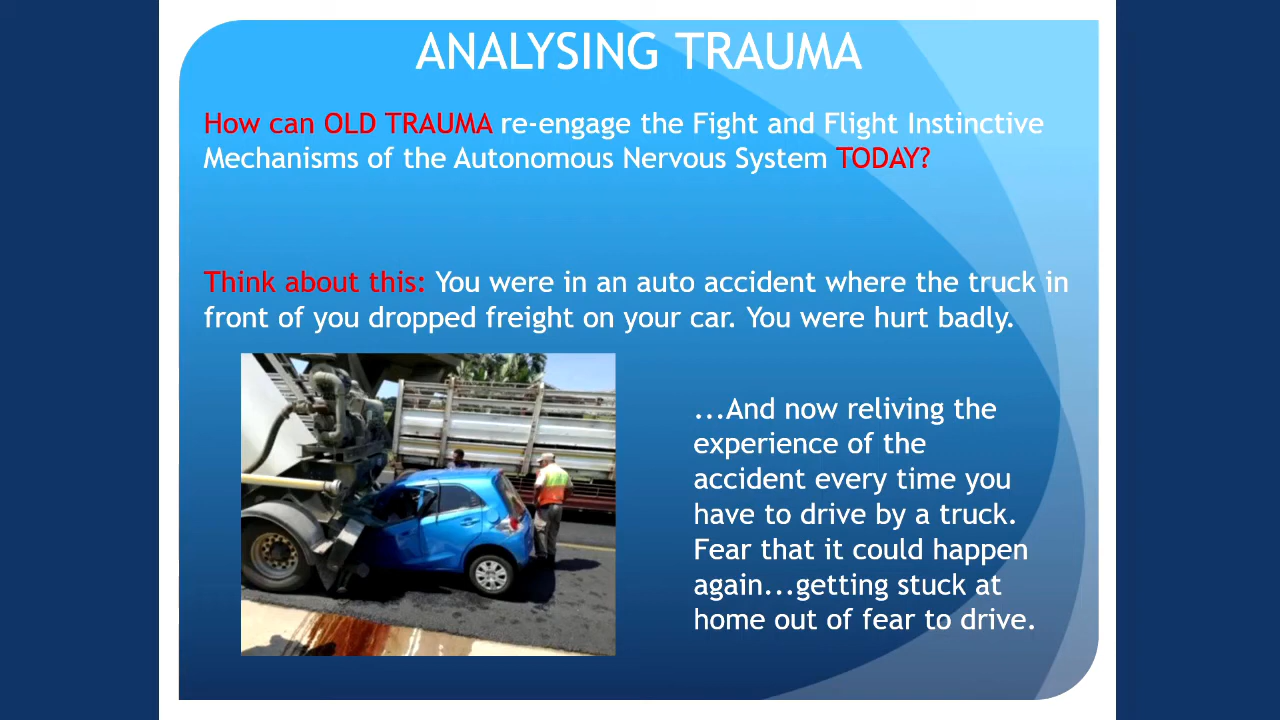 ANALYSING TRAUMA
How can OLD TRAUMA re-engage the Fight and Flight Instinctive
Mechanisms of the Autonomous Nervous System TODAY?
Think about this: You were in an auto accident where the truck in
front of you dropped freight on your car. You were hurt badly.
...And now reliving the
experience of the
accident every time you
have to drive by a truck.
Fear that it could happen
again...getting stuck at
home out of fear to drive.